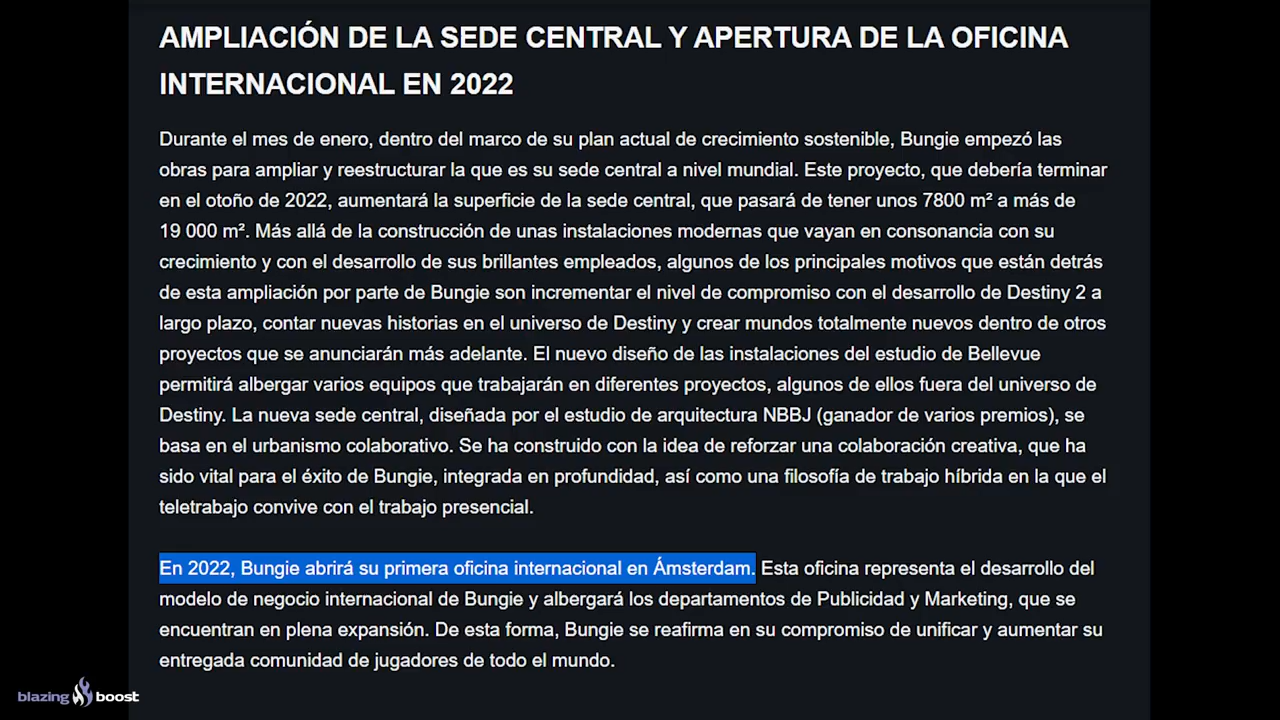 AMPLIACIÓN DE LA SEDE CENTRAL Y APERTURA DE LA OFICINA
INTERNACIONAL EN 2022
Durante el mes de enero, dentro del marco de su plan actual de crecimiento sostenible, Bungie empezó las
obras para ampliar y reestructurar la que es su sede central a nivel mundial. Este proyecto, que debería terminar
en el otoño de 2022, aumentará la superficie de la sede central, que pasará de tener unos 7800 m² a más de
19 000 m². Más allá de la construcción de unas instalaciones modernas que vayan en consonancia con su
crecimiento y con el desarrollo de sus brillantes empleados, algunos de los principales motivos que están detrás
de esta ampliación por parte de Bungie son incrementar el nivel de compromiso con el desarrollo de Destiny 2 a
largo plazo, contar nuevas historias en el universo de Destiny y crear mundos totalmente nuevos dentro de otros
proyectos que se anunciarán más adelante. El nuevo diseño de las instalaciones del estudio de Bellevue
permitirá albergar varios equipos que trabajarán en diferentes proyectos, algunos de ellos fuera del universo de
Destiny. La nueva sede central, diseñada por el estudio de arquitectura NBBJ (ganador de varios premios), se
basa en el urbanismo colaborativo. Se ha construido con la idea de reforzar una colaboración creativa, que ha
sido vital para el éxito de Bungie, integrada en profundidad, así como una filosofía de trabajo híbrida en la que el
teletrabajo convive con el trabajo presencial.
En 2022, Bungie abrirá su primera oficina internacional en Ámsterdam. Esta oficina representa el desarrollo del
modelo de negocio internacional de Bungie y albergará los departamentos de Publicidad y Marketing, que se
encuentran en plena expansión. De esta forma, Bungie se reafirma en su compromiso de unificar y aumentar su
entregada comunidad de jugadores de todo el mundo.
blazing boost